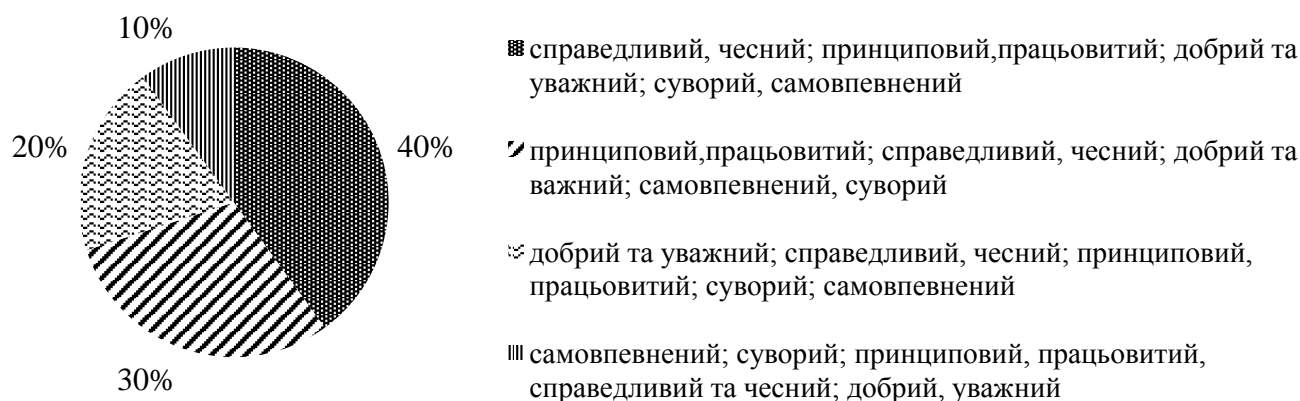 10%
20%
40%
30%
справедливий, чесний; принциповий,працьовитий; добрий та
уважний; суворий, самовпевнений
принциповий,працьовитий; справедливий, чесний; добрий та
важний; самовпевнений, суворий
добрий та уважний; справедливий, чесний; принциповий,
працьовитий; суворий; самовпевнений
самовпевнений; суворий; принциповий, працьовитий,
справедливий та чесний; добрий, уважний